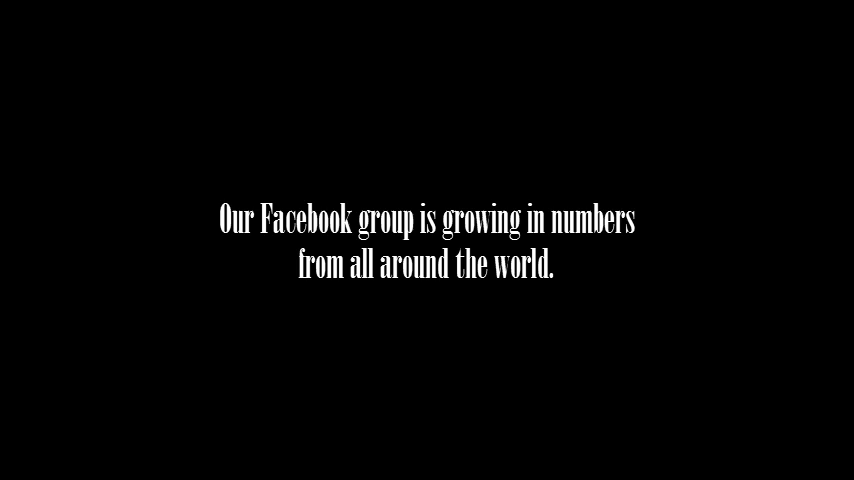 Our Facebook group is growing in numbers
from all around the world.